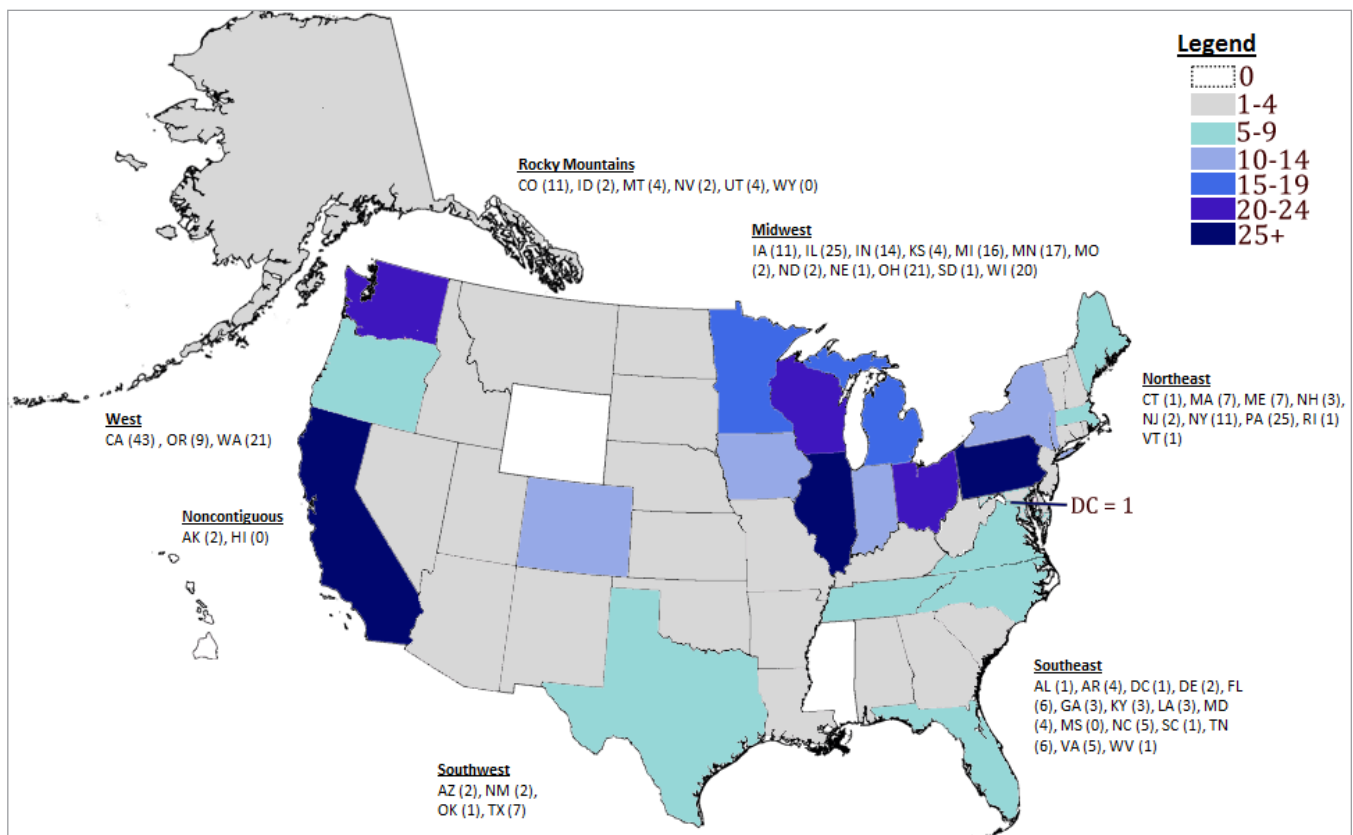 Legend
0
1-4
5-9
10-14
15-19
20-24
25+
Rocky Mountains
CO (11), ID (2), MT (4), NV (2), UT (4), WY (0)
Midwest
IA (11), IL (25), IN (14), KS (4), MI (16), MN (17), MO
(2), ND (2), NE (1), OH (21), SD (1), WI (20)
Northeast
CT (1), MA (7), ME (7), NH (3),
NJ (2), NY (11), PA (25), RI (1)
VT (1)
West
CA (43) , OR (9), WA (21)
DC = 1
Noncontiguous
AK (2), HI (0)
Southeast
AL (1), AR (4), DC (1), DE (2), FL
(6), GA (3), KY (3), LA (3), MD
(4), MS (0), NC (5), SC (1), TN
(6), VA (5), WV (1)
Southwest
AZ (2), NM (2),
OK (1), TX (7)